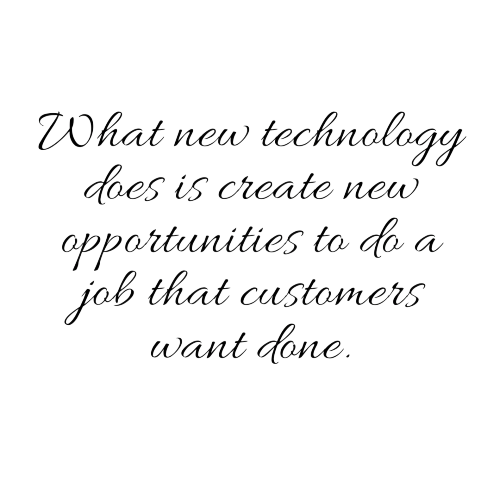 What new technology
does is create new
opportunities to do a
job that customers
want done.